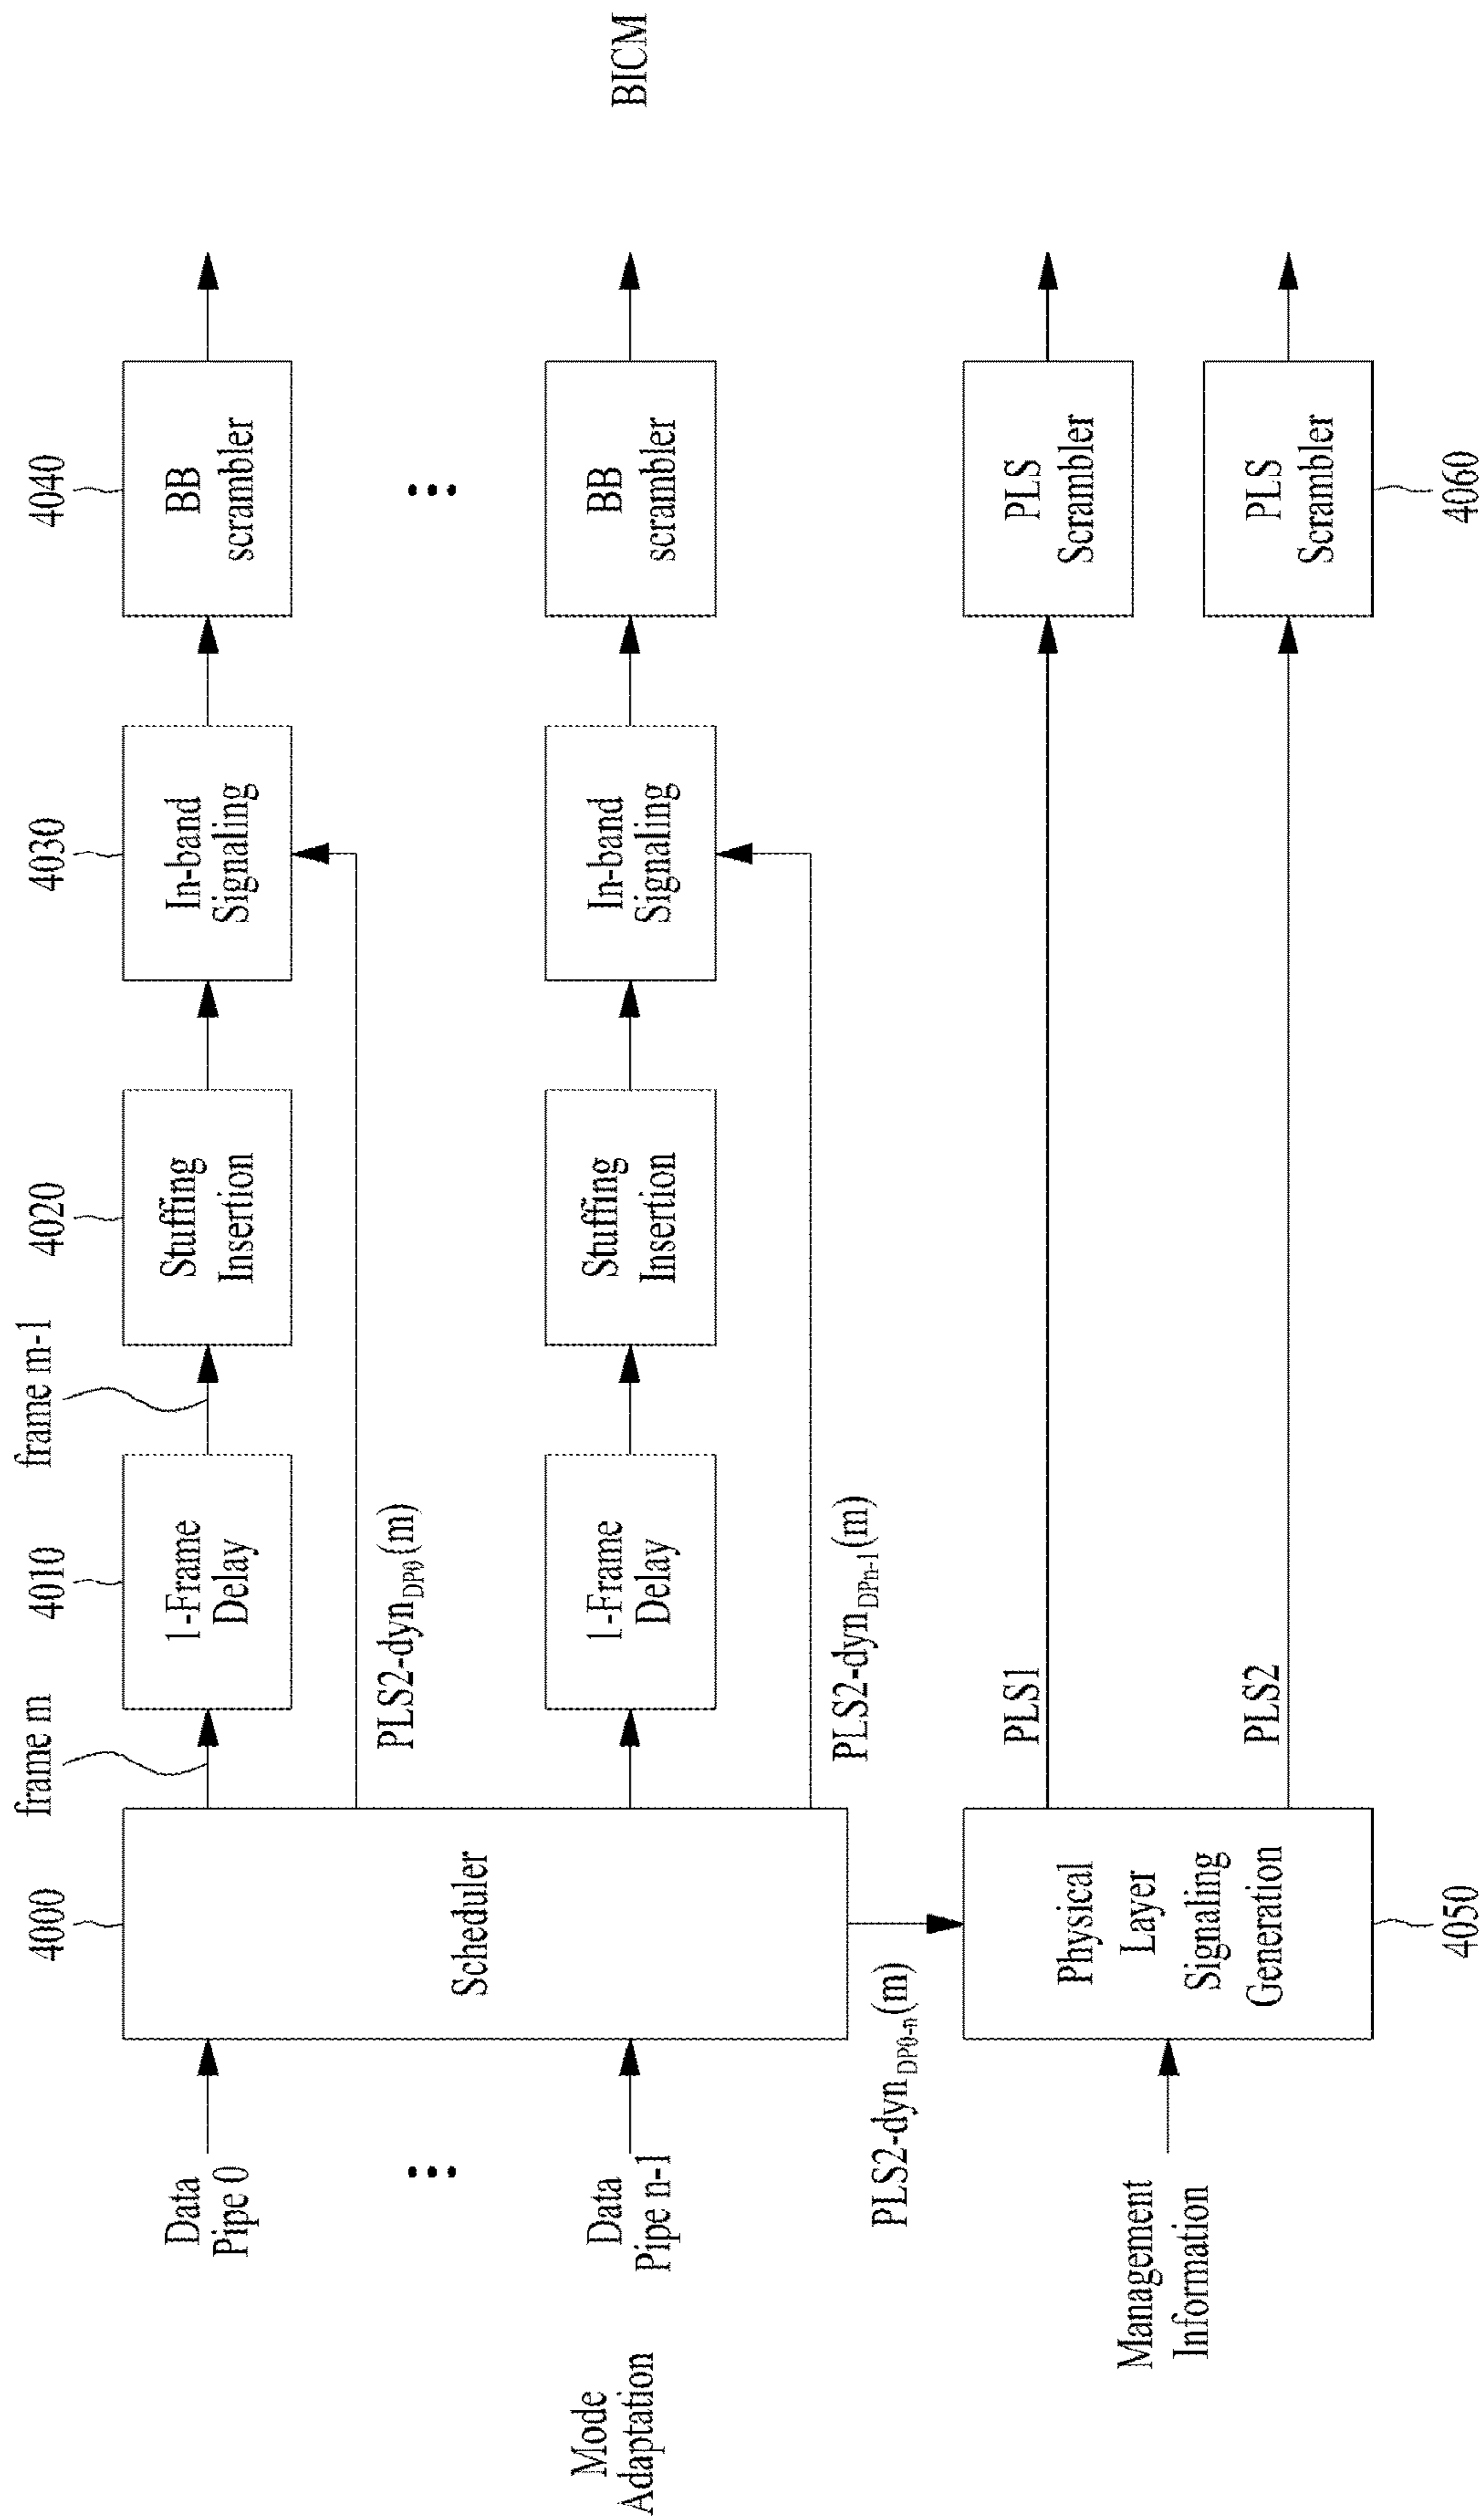 Mode
Adaptation
Data
Pipe 0
Data
Pipe n-1
Management
Information
4000
Scheduler
PLS2-dynDP0-n(m)
Physical
Layer
Signaling
Generation
4050
frame m
4010
1-Frame
Delay
PLS2-dynDP0(m)
1-Frame
Delay
PLS2-dynDPn-1(m)
PLS1
PLS2
frame m-1
4020
Stuffing
Insertion
Stuffing
Insertion
4030
In-band
Signaling
In-band
Signaling
4040
BB
scrambler
BB
scrambler
PLS
Scrambler
PLS
Scrambler
4060
BICM